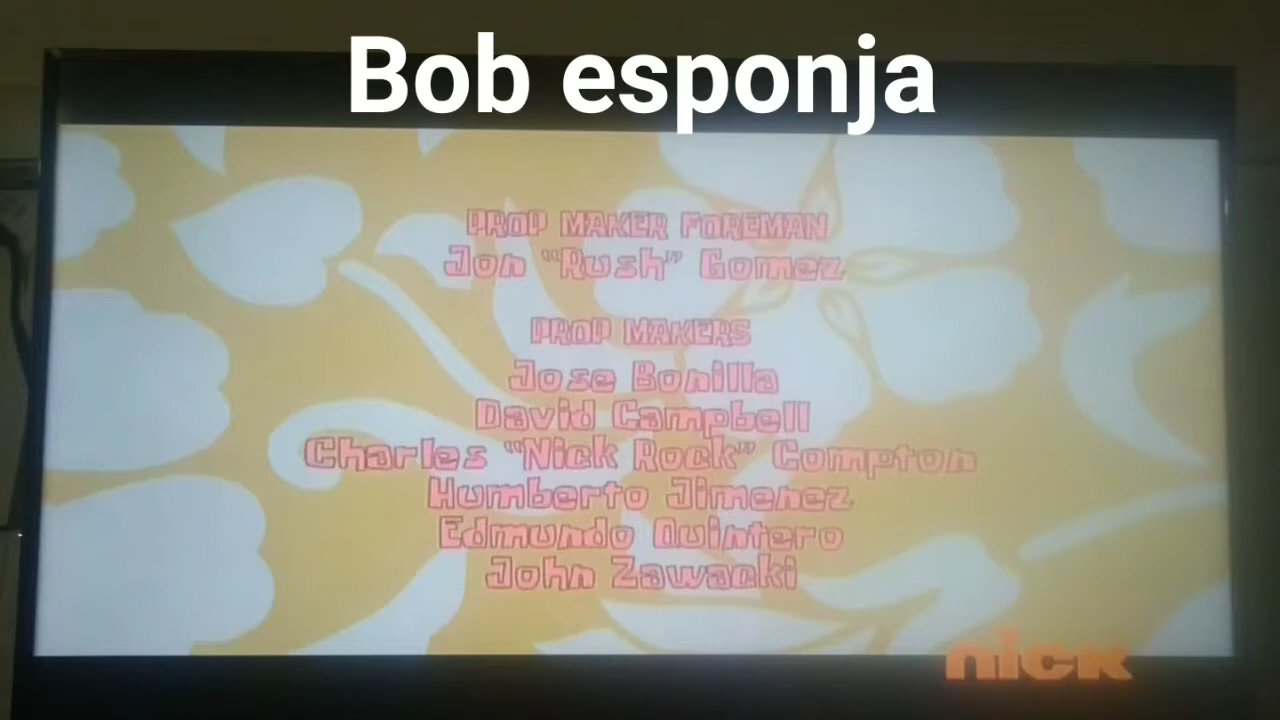 Bob esponja
PROP MAKER FOREMAN
Jon "Rush" Gomez
PROP MAKERS
Jose Bonilla
David Campbell
Charles "Nick Rock" Compton
Humberto Jimenez
Edmundo Quintero
John Zawacki
nick